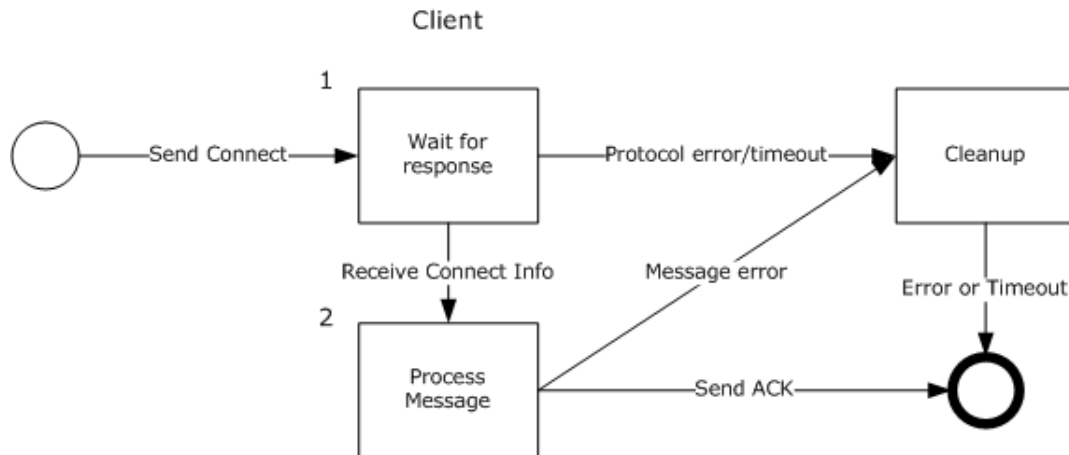 Client
1
Send Connect
Wait for
response
Protocol error/timeout
Cleanup
Receive Connect Info
Message error
Error or Timeout
2
Process
Message
Send ACK